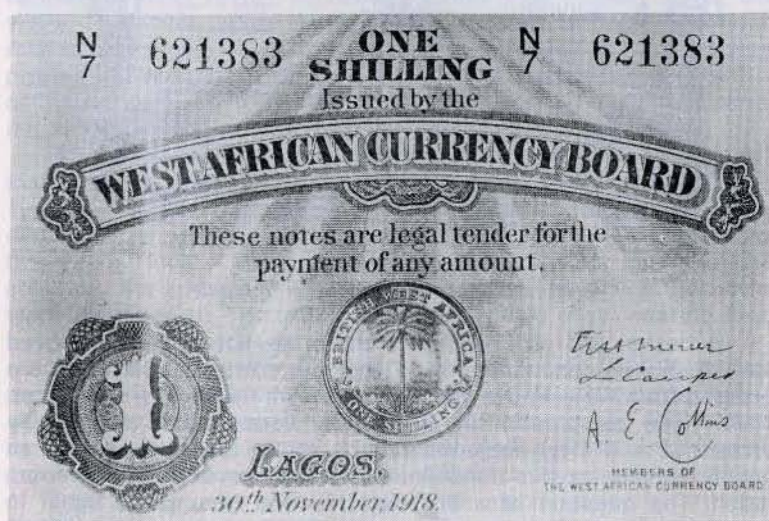 N/7 621383 ONE SHILLING N/7 621383
Issued by the
WEST AFRICAN CURRENCY BOARD
These notes are legal tender for the
payment of any amount.
1
BRITISH WEST AFRICA
ONE SHILLING
LAGOS.
30th November, 1918.
A E Collins
MEMBERS OF
THE WEST AFRICAN CURRENCY BOARD